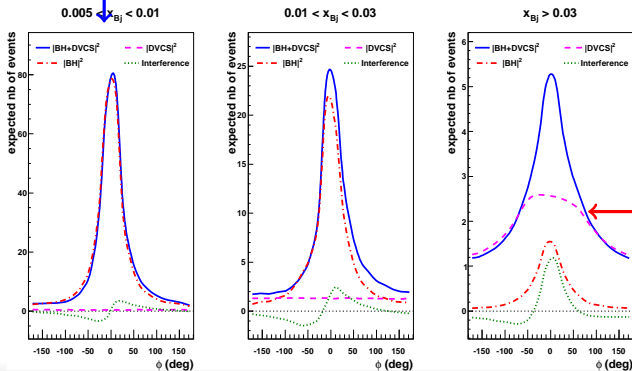 0.005 < x_Bj < 0.01
expected nb of events
|BH+DVCS|²
|DVCS|²
|BH|²
Interference
80
60
40
20
0
-150 -100 -50 0 50 100 150
ϕ (deg)
0.01 < x_Bj < 0.03
expected nb of events
|BH+DVCS|²
|DVCS|²
|BH|²
Interference
25
20
15
10
5
0
-150 -100 -50 0 50 100 150
ϕ (deg)
x_Bj > 0.03
expected nb of events
|BH+DVCS|²
|DVCS|²
|BH|²
Interference
6
5
4
3
2
1
0
-150 -100 -50 0 50 100 150
ϕ (deg)